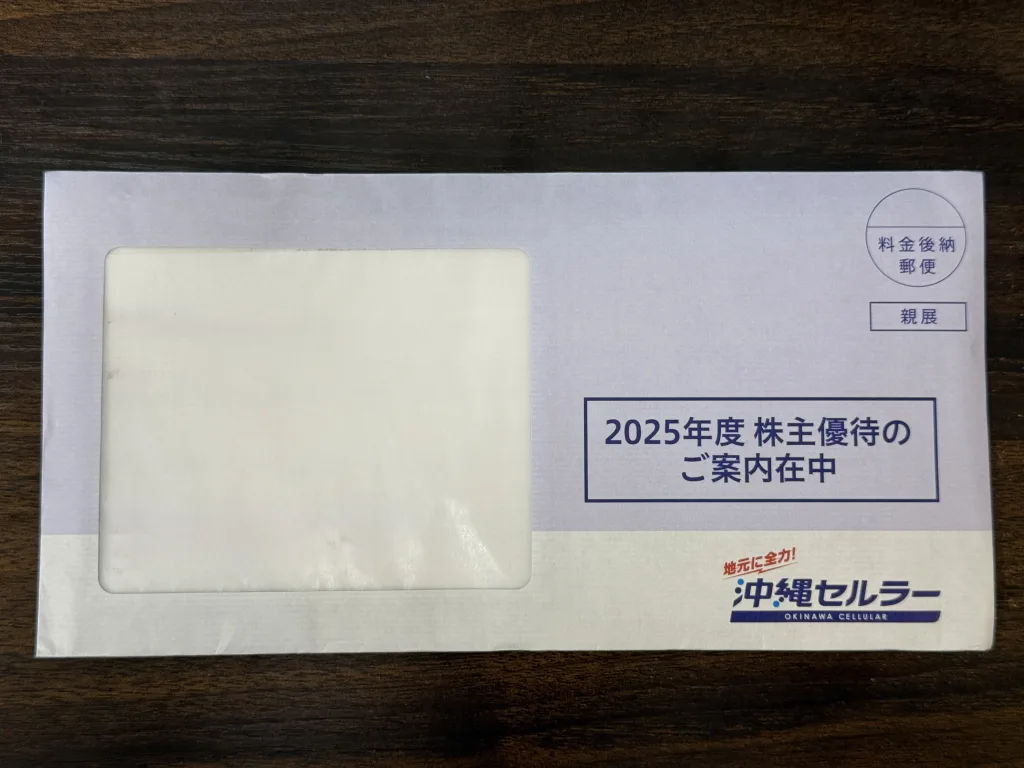 料金後納
郵便
親展
2025年度 株主優待の
ご案内在中
地元に全力!
沖縄セルラー
OKINAWA CELLULAR